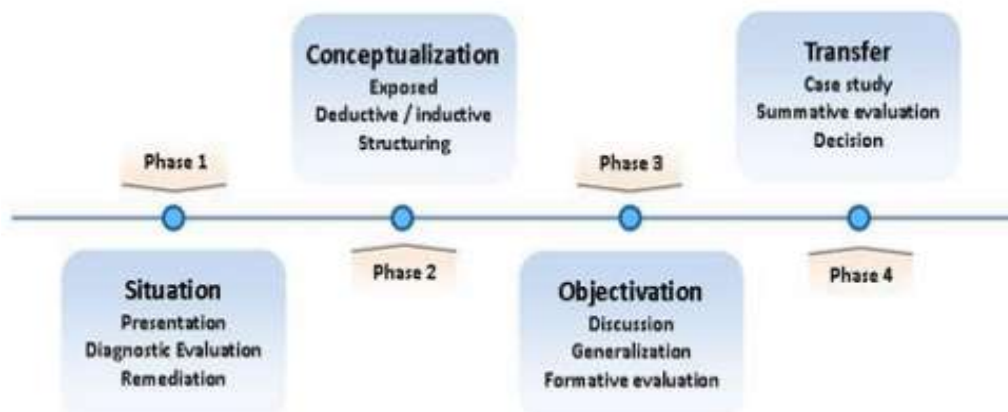 Conceptualization
Exposed
Deductive / inductive
Structuring
Transfer
Case study
Summative evaluation
Decision
Phase 1
Phase 3
Phase 2
Phase 4
Situation
Presentation
Diagnostic Evaluation
Remediation
Objectivation
Discussion
Generalization
Formative evaluation